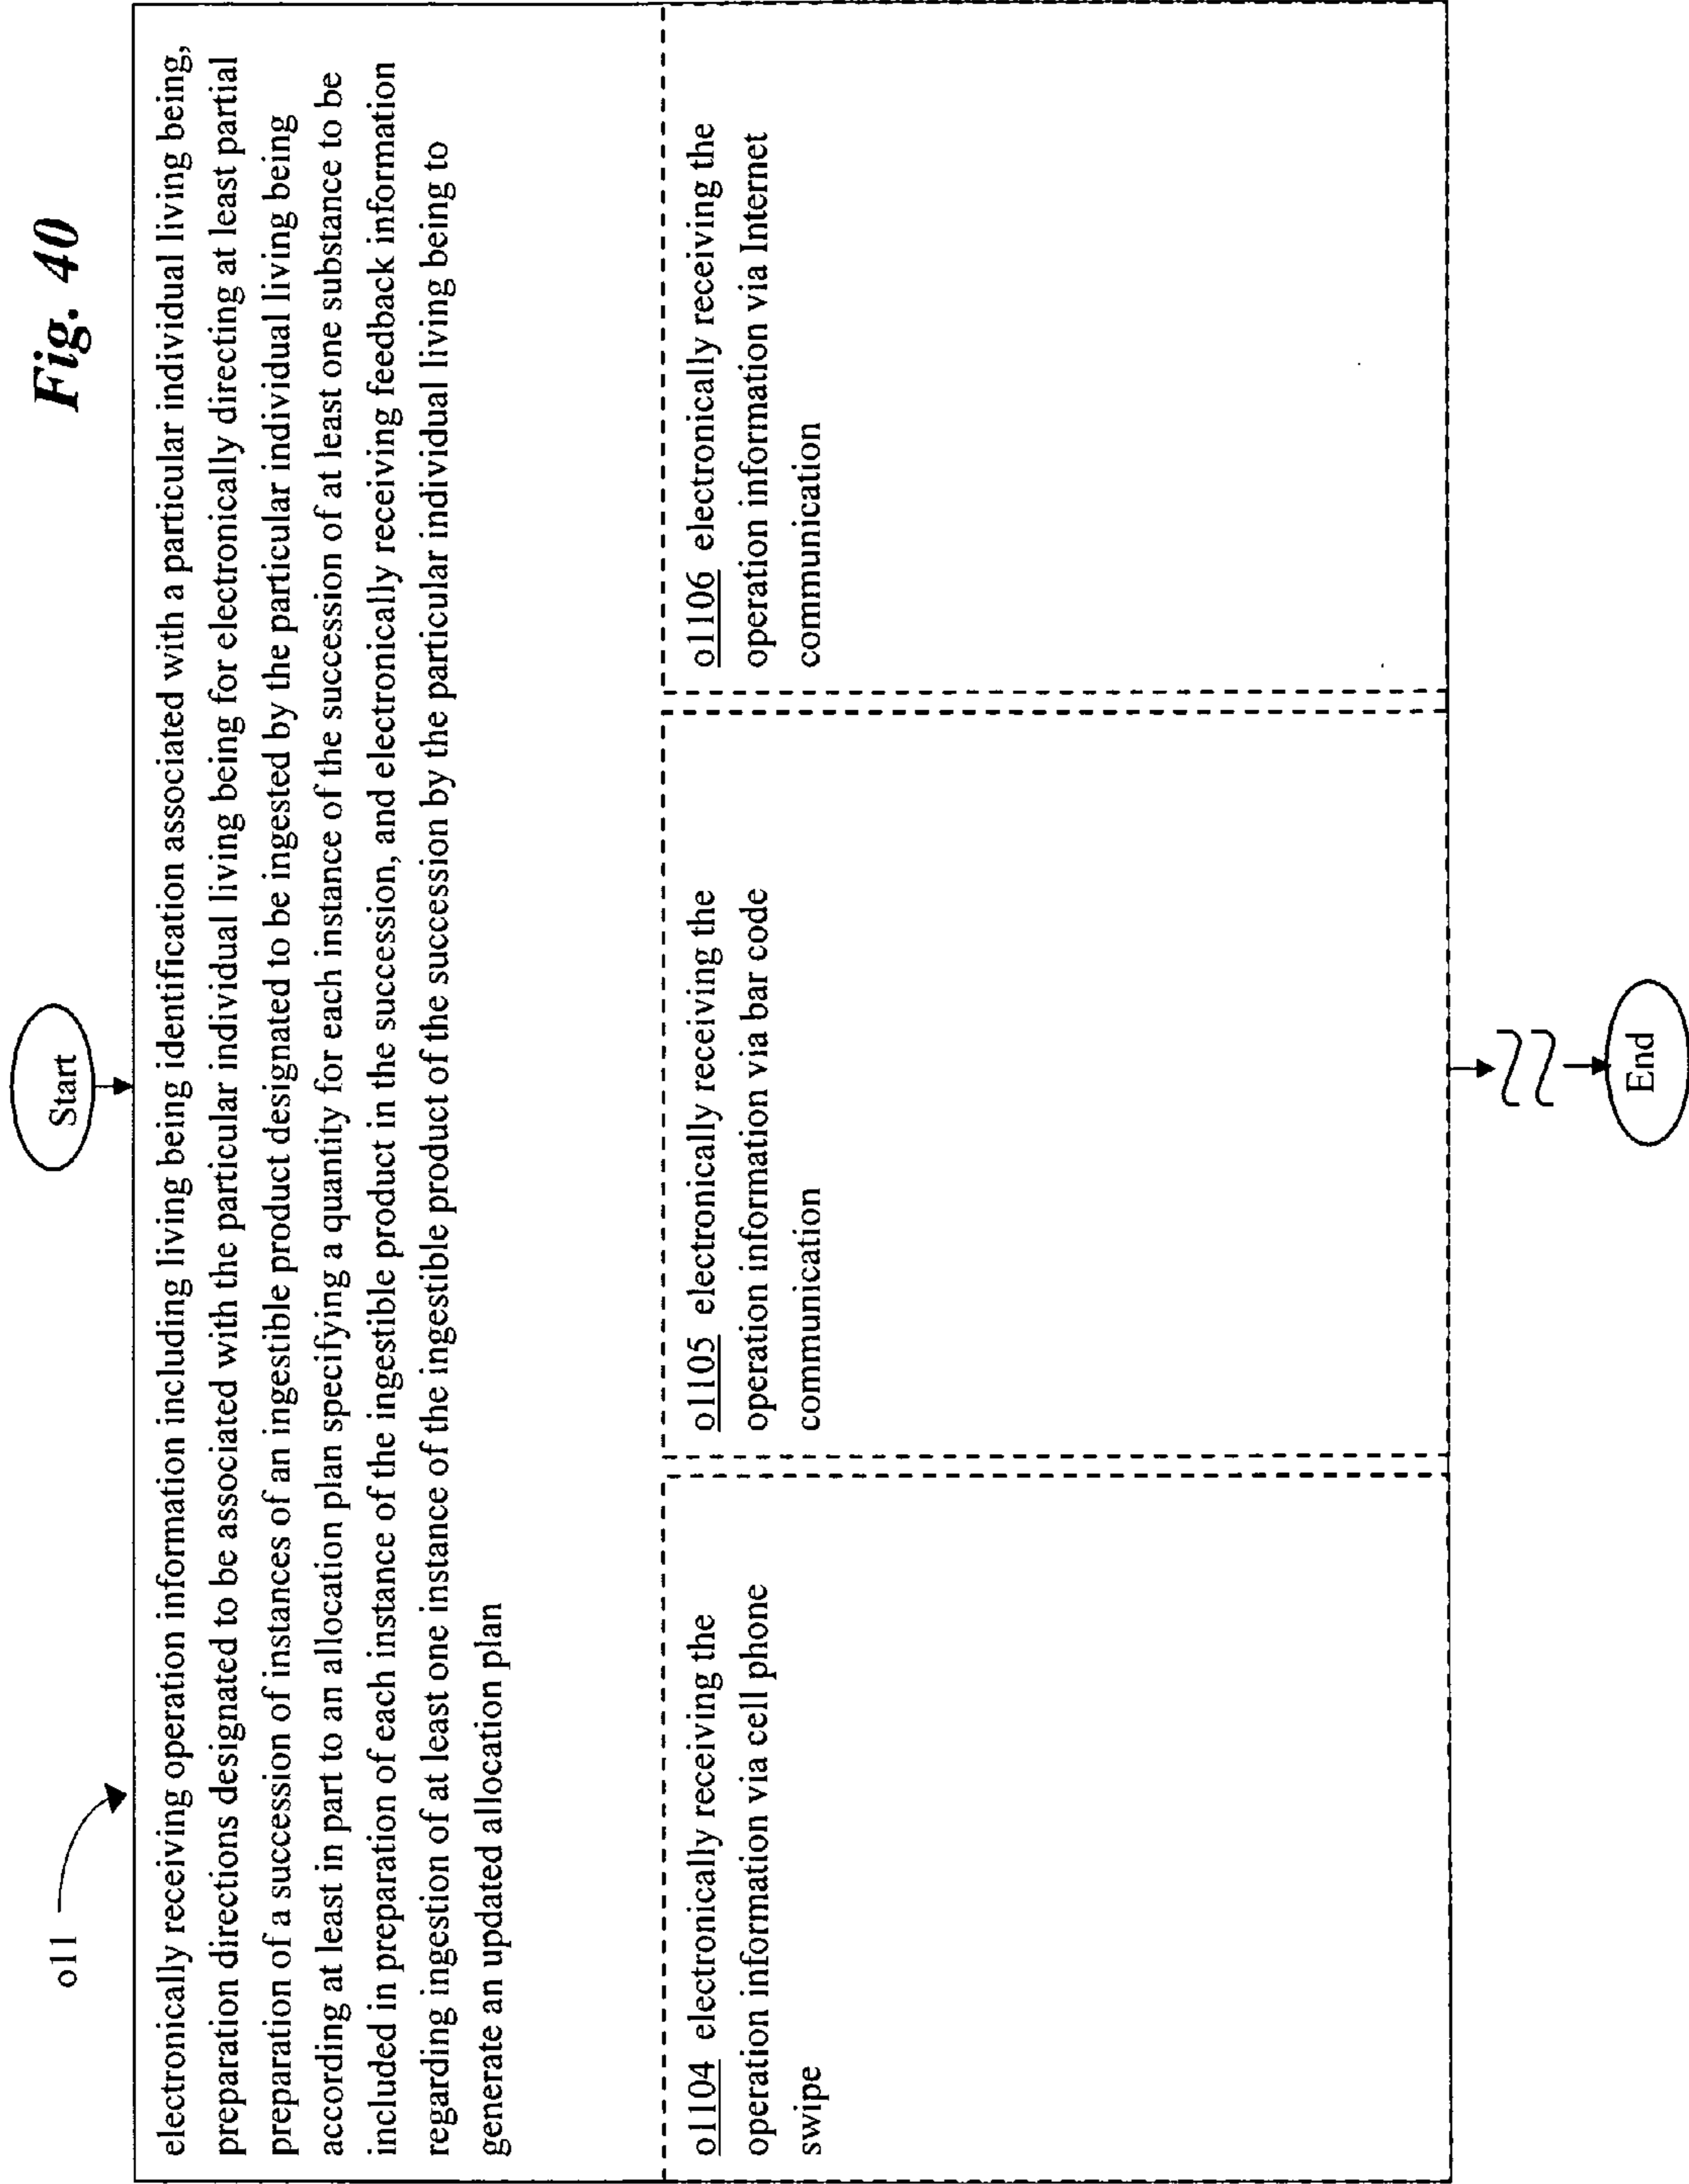 Fig. 40
Start
o11
electronically receiving operation information including living being identification associated with a particular individual living being,
preparation directions designated to be associated with the particular individual living being for electronically directing at least partial
preparation of a succession of instances of an ingestible product designated to be ingested by the particular individual living being
according at least in part to an allocation plan specifying a quantity for each instance of the succession of at least one substance to be
included in preparation of each instance of the ingestible product in the succession, and electronically receiving feedback information
regarding ingestion of at least one instance of the ingestible product of the succession by the particular individual living being to
generate an updated allocation plan
o1104 electronically receiving the
operation information via cell phone
swipe
o1105 electronically receiving the
operation information via bar code
communication
o1106 electronically receiving the
operation information via Internet
communication
End